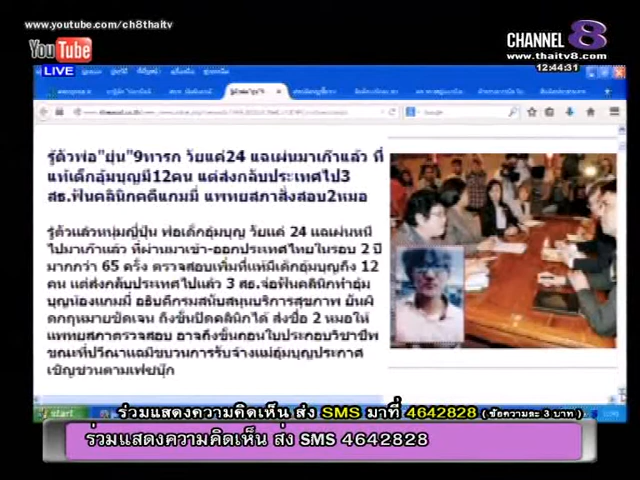 www.youtube.com/ch8thaitv
YouTube
LIVE
CHANNEL 8
www.thaitv8.com
12:44:31
รู้ตัวพ่อ"ยุ่น"9ทารก วัยแค่24 แฉเผ่นมาเก๊าแล้ว ที่
แท้เด็กอุ้มบุญมี12คน แต่ส่งกลับประเทศไป3
สธ.ฟันคลินิกคดีแกมมี่ แพทยสภาสั่งสอบ2หมอ
รู้ตัวแล้วหนุ่มญี่ปุ่น พ่อเด็กอุ้มบุญ วัยแค่ 24 แฉเผ่นหนี
ไปมาเก๊าแล้ว ที่ผ่านมาเข้า-ออกประเทศไทยในรอบ 2 ปี
มากกว่า 65 ครั้ง ตรวจสอบเพิ่มที่แท้มีเด็กอุ้มบุญถึง 12
คน แต่ส่งกลับประเทศไปแล้ว 3 สธ.จ่อฟันคลินิกทำอุ้ม
บุญน้องแกมมี่ อธิบดีกรมสนับสนุนบริการสุขภาพ ยันผิด
กฎหมายชัดเจน ถึงขั้นปิดคลินิกได้ ส่งชื่อ 2 หมอให้
แพทยสภาตรวจสอบ อาจถึงขั้นถอนใบประกอบวิชาชีพ
ขณะที่ปวีณาแฉมีขบวนการรับจ้างแม่อุ้มบุญประกาศ
เชิญชวนตามเฟซบุ๊ก
start
ร่วมแสดงความคิดเห็น ส่ง SMS มาที่ 4642828 ( ข้อความละ 3 บาท )
ร่วมแสดงความคิดเห็น ส่ง SMS 4642828